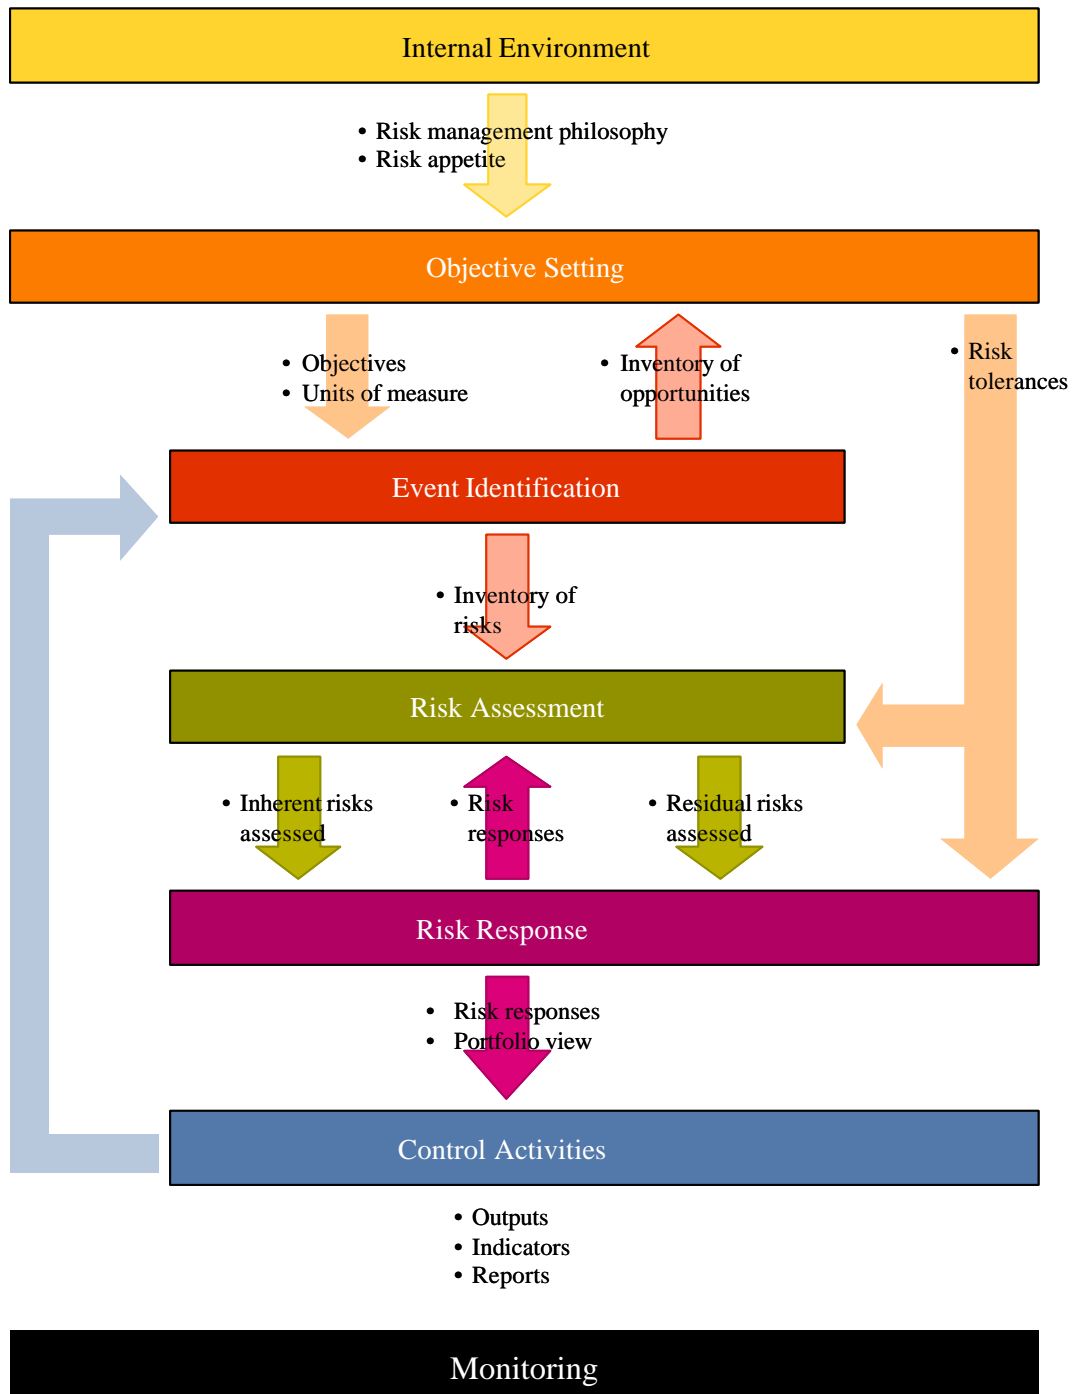 Internal Environment
• Risk management philosophy
• Risk appetite
Objective Setting
• Objectives
• Units of measure
• Inventory of
opportunities
• Risk
tolerances
Event Identification
• Inventory of
risks
Risk Assessment
• Inherent risks
assessed
• Risk
responses
• Residual risks
assessed
Risk Response
• Risk responses
• Portfolio view
Control Activities
• Outputs
• Indicators
• Reports
Monitoring